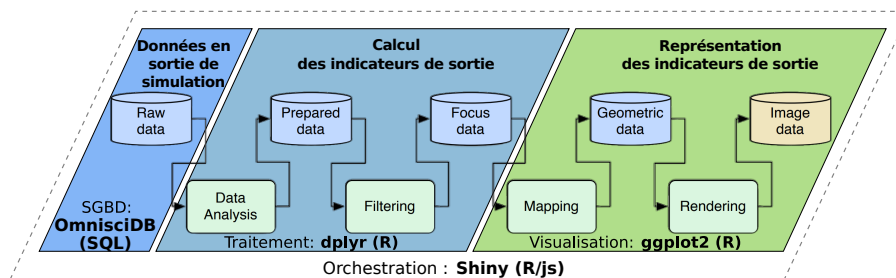 Données en
sortie de
simulation
Calcul
des indicateurs de sortie
Représentation
des indicateurs de sortie
Raw
data
Prepared
data
Focus
data
Geometric
data
Image
data
Data
Analysis
Filtering
Mapping
Rendering
SGBD:
OmnisciDB
(SQL)
Traitement: dplyr (R)
Visualisation: ggplot2 (R)
Orchestration : Shiny (R/js)